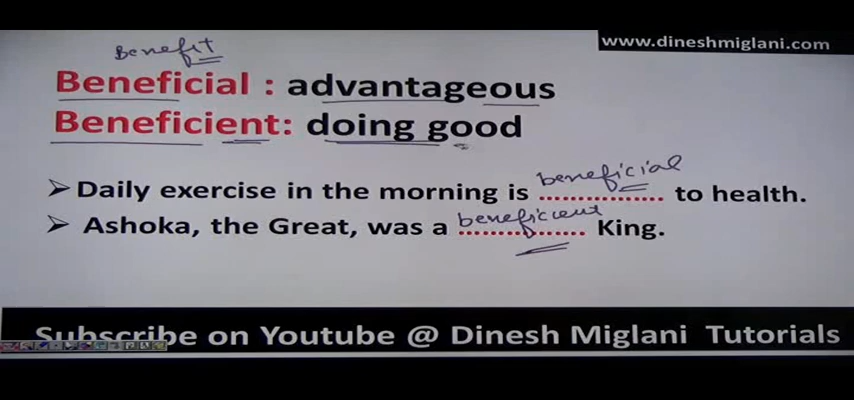 www.dineshmiglani.com
Benefit
Beneficial : advantageous
Beneficient: doing good
➢ Daily exercise in the morning is beneficial to health.
➢ Ashoka, the Great, was a beneficient King.
Subscribe on Youtube @ Dinesh Miglani Tutorials